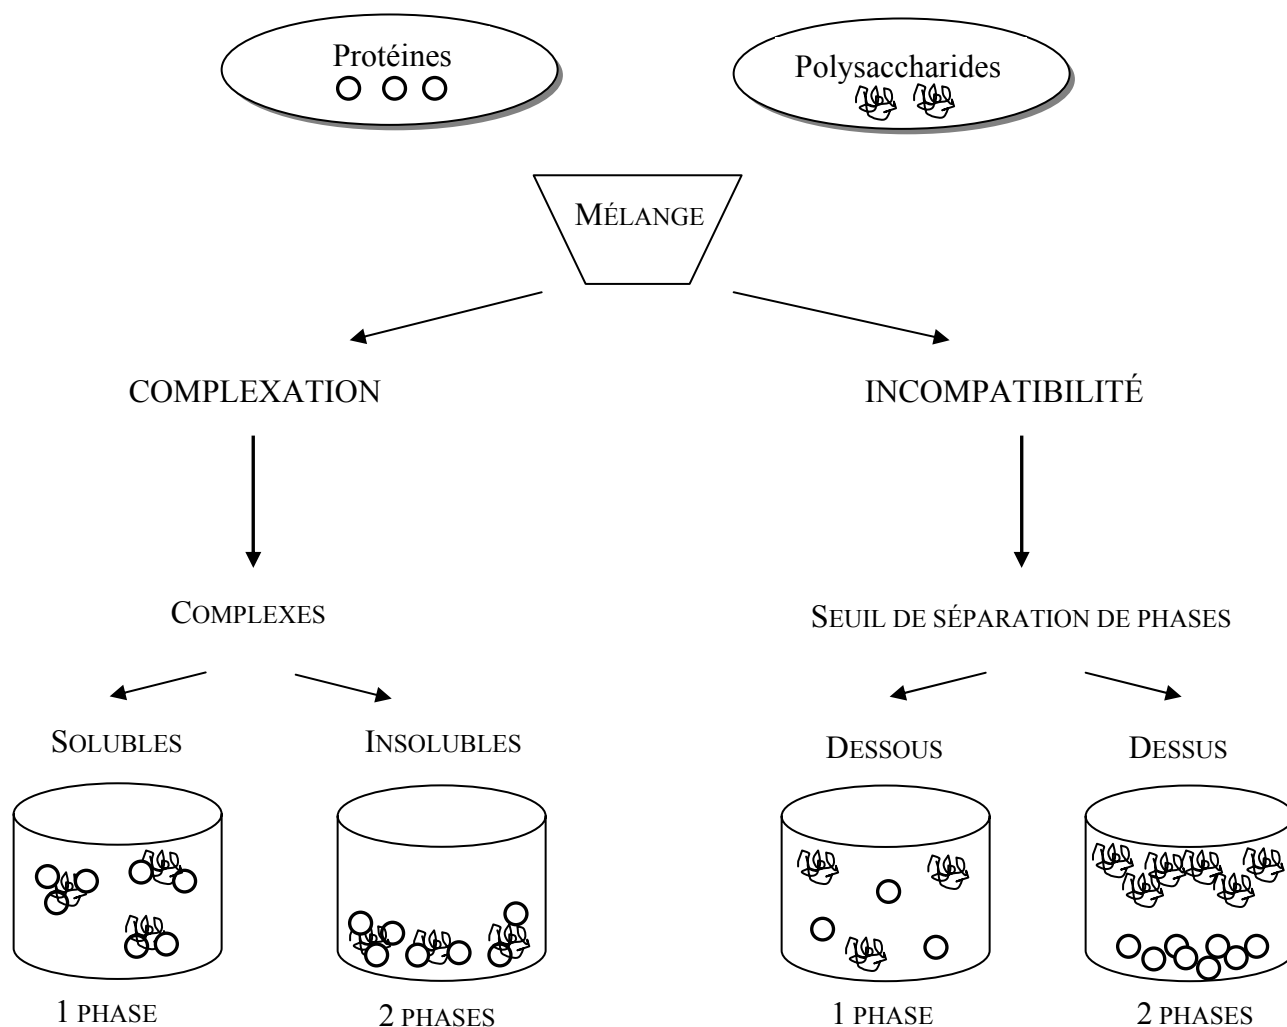 Protéines
Polysaccharides
MÉLANGE
COMPLEXATION
INCOMPATIBILITÉ
COMPLEXES
SEUIL DE SÉPARATION DE PHASES
SOLUBLES
INSOLUBLES
DESSOUS
DESSUS
1 PHASE
2 PHASES
1 PHASE
2 PHASES